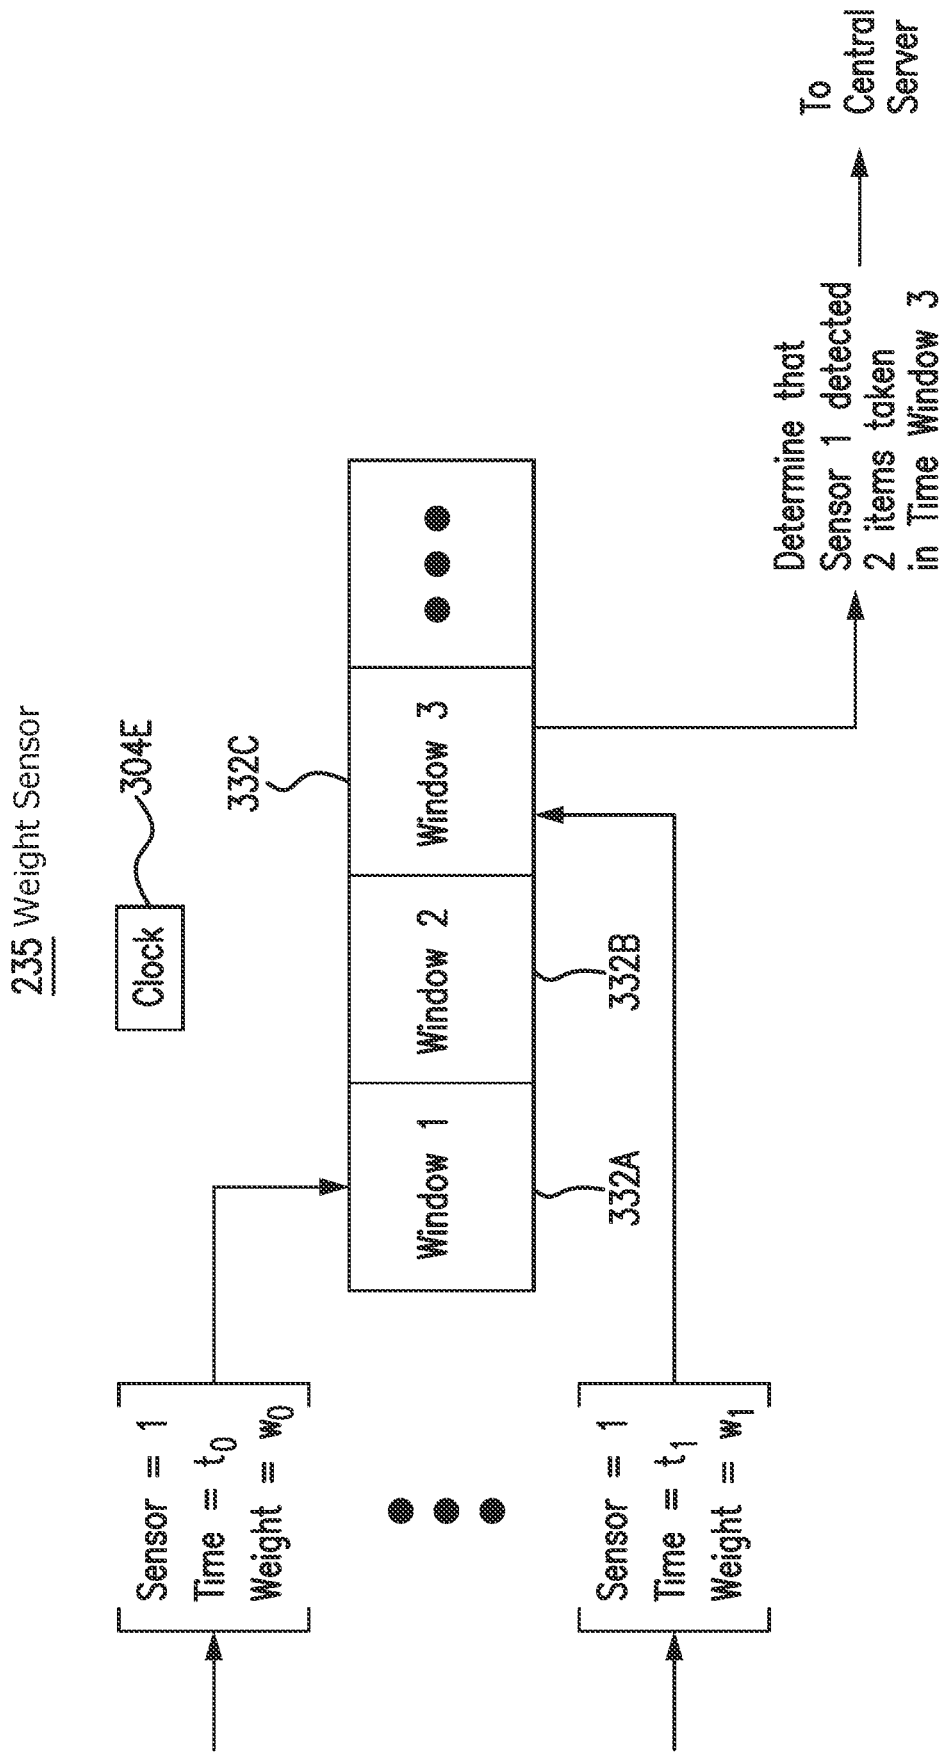 235 Weight Sensor
Clock
304E
332C
Sensor = 1
Time = t0
Weight = w0
Window 1
Window 2
Window 3
332A
332B
Sensor = 1
Time = t1
Weight = w1
Determine that
Sensor 1 detected
2 items taken
in Time Window 3
To
Central
Server